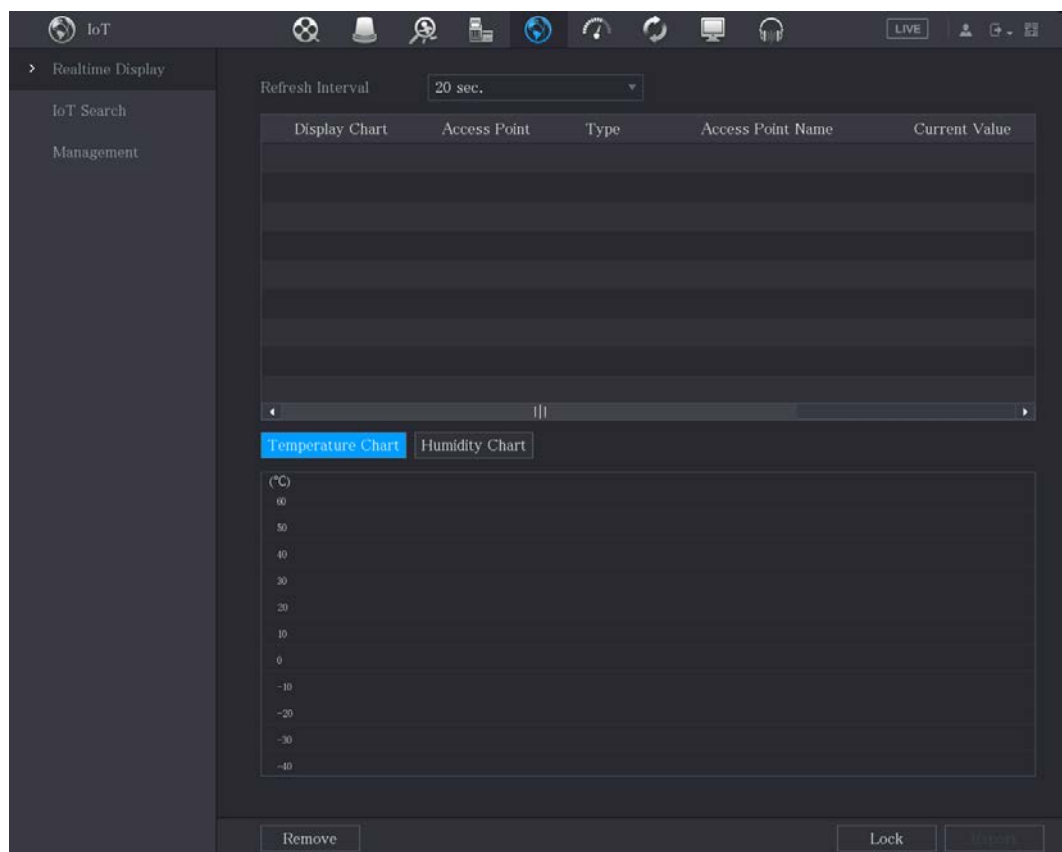 IoT LIVE
Realtime Display
IoT Search
Management
Refresh Interval 20 sec.
Display Chart Access Point Type Access Point Name Current Value
Temperature Chart Humidity Chart
(°C)
60
50
40
30
20
10
0
-10
-20
-30
-40
Remove Lock